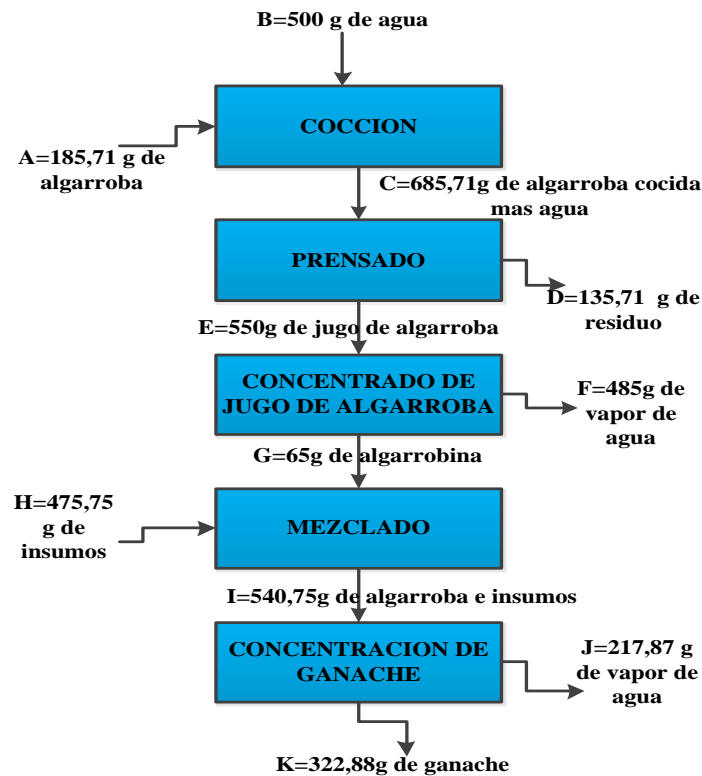 B=500 g de agua
COCCION
A=185,71 g de
algarroba
C=685,71g de algarroba cocida
mas agua
PRENSADO
D=135,71 g de
residuo
E=550g de jugo de algarroba
CONCENTRADO DE
JUGO DE ALGARROBA
F=485g de
vapor de
agua
G=65g de algarrobina
H=475,75
g de
insumos
MEZCLADO
I=540,75g de algarroba e insumos
CONCENTRACION DE
GANACHE
J=217,87 g
de vapor de
agua
K=322,88g de ganache